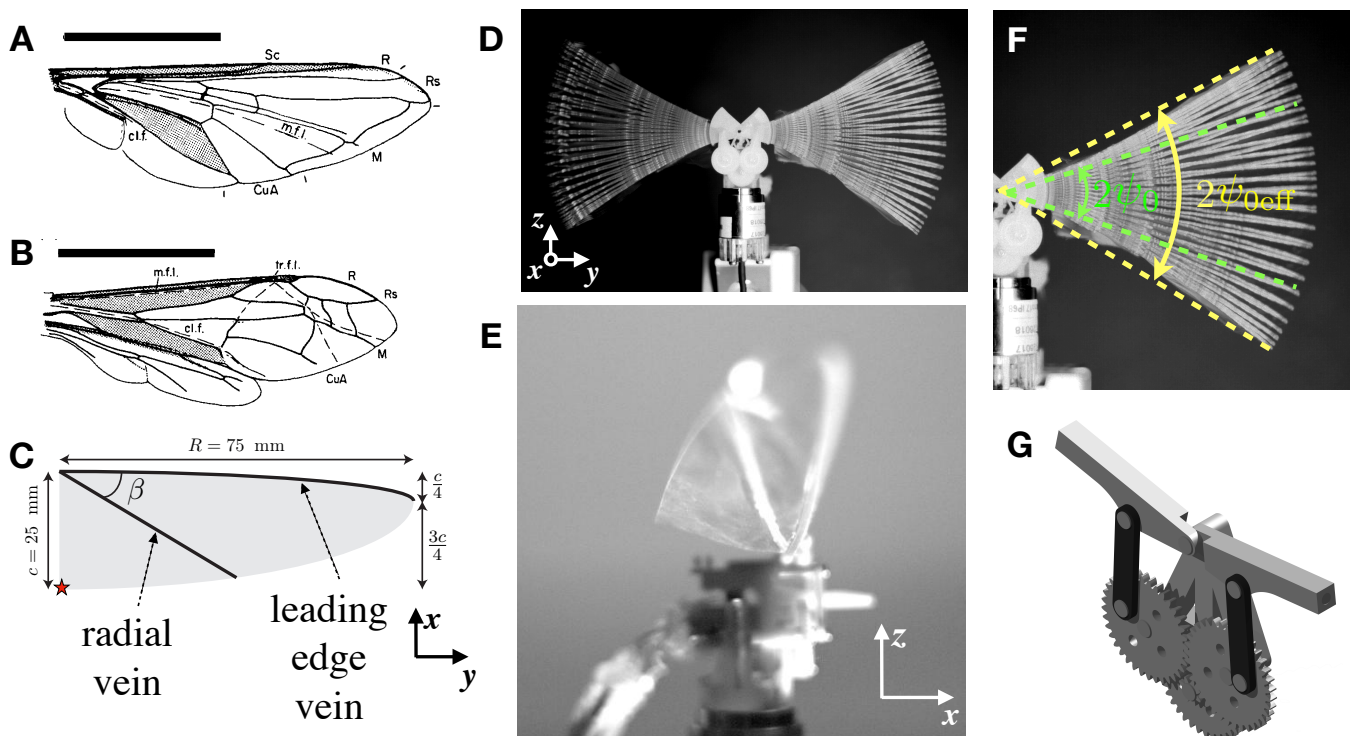 A
Sc
R
Rs
m.f.l.
cl.f.
M
CuA
B
m.f.l.
tr.f.l.
R
Rs
cl.f.
M
CuA
C
R = 75 mm
β
c/4
c = 25 mm
3c/4
radial
vein
leading
edge
vein
x
y
D
z
x
y
E
z
x
F
2ψ₀
2ψ₀eff
G